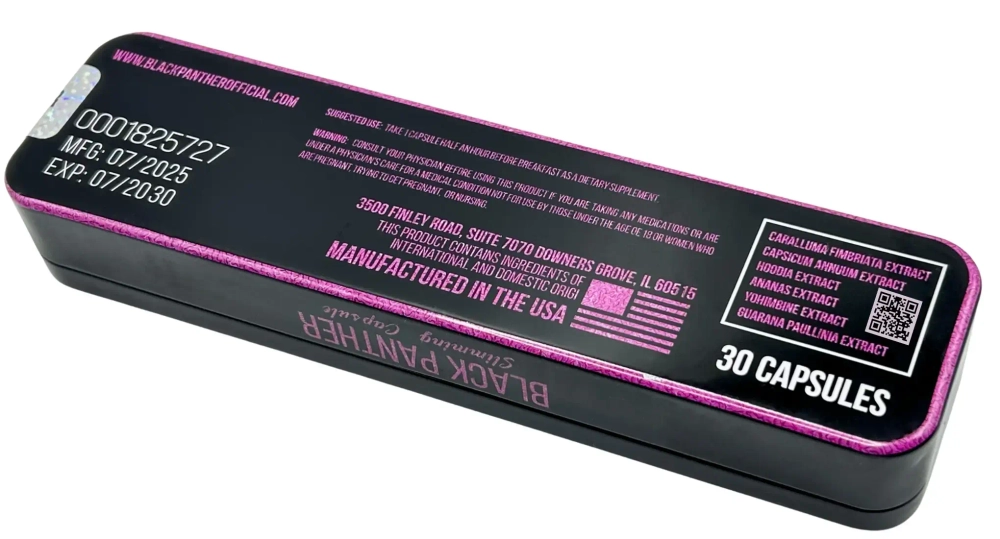 WWW.BLACKPANTHEROFFICIAL.COM
0001825727
MFG: 07/2025
EXP: 07/2030
SUGGESTED USE: TAKE 1 CAPSULE HALF AN HOUR BEFORE BREAKFAST AS A DIETARY SUPPLEMENT.
WARNING: CONSULT YOUR PHYSICIAN BEFORE USING THIS PRODUCT IF YOU ARE TAKING ANY MEDICATIONS OR ARE
UNDER A PHYSICIAN'S CARE FOR A MEDICAL CONDITION NOT FOR USE BY THOSE UNDER THE AGE OF 18 OR WOMEN WHO
ARE PREGNANT, TRYING TO GET PREGNANT, OR NURSING.
3500 FINLEY ROAD, SUITE 7070 DOWNERS GROVE, IL 60515
THIS PRODUCT CONTAINS INGREDIENTS OF
INTERNATIONAL AND DOMESTIC ORIGI
MANUFACTURED IN THE USA
CARALLUMA FIMBRIATA EXTRACT
CAPSICUM ANNVUM EXTRACT
HOODIA EXTRACT
ANANAS EXTRACT
YOHIMBINE EXTRACT
GUARANA PAULLINIA EXTRACT
30 CAPSULES
BLACK PANTHER
Slimming Capsule